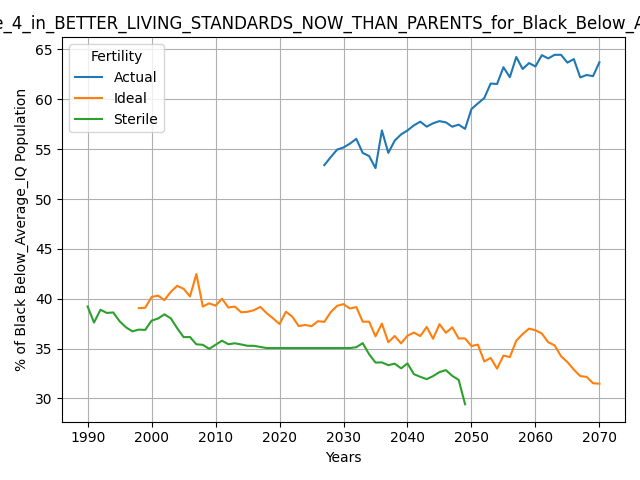 e_4_in_BETTER_LIVING_STANDARDS_NOW_THAN_PARENTS_for_Black_Below_A
Fertility
Actual
Ideal
Sterile
% of Black Below_Average_IQ Population
65
60
55
50
45
40
35
30
1990 2000 2010 2020 2030 2040 2050 2060 2070
Years